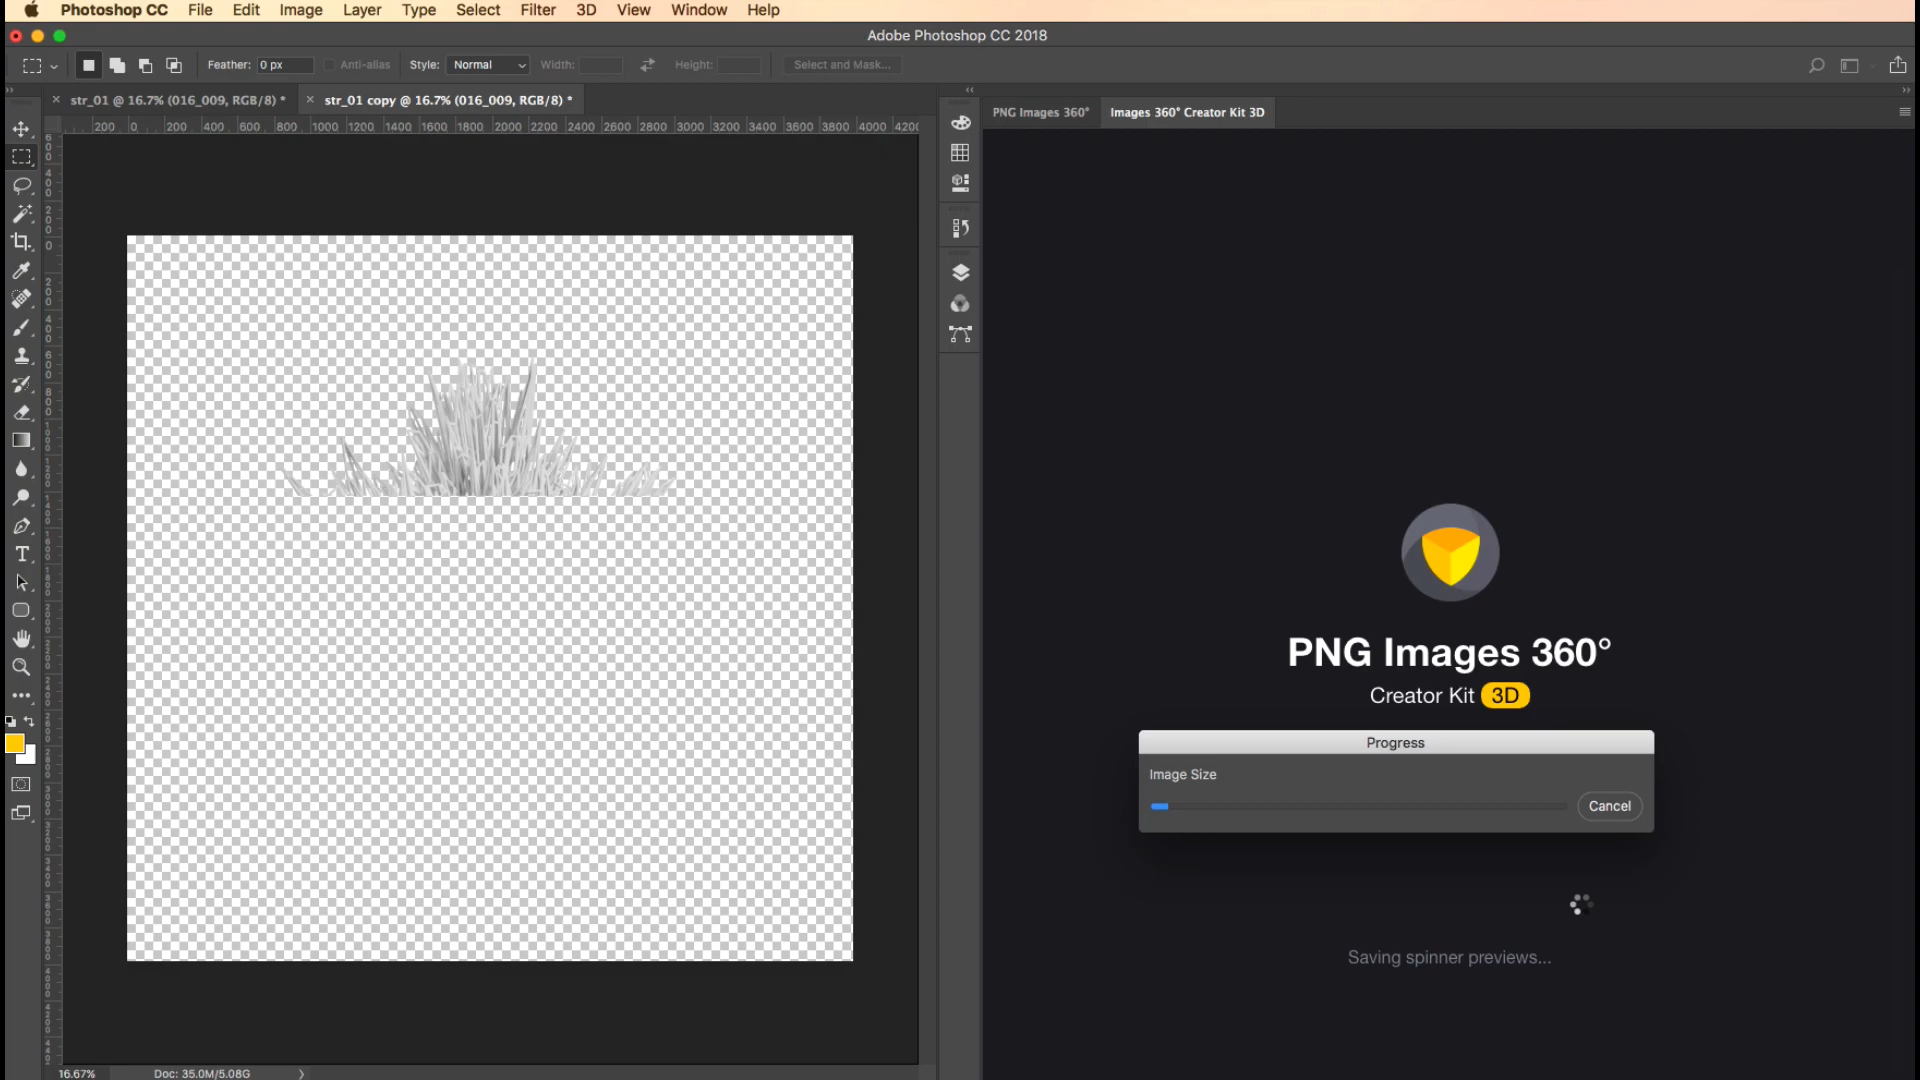 Photoshop CC File Edit Image Layer Type Select Filter 3D View Window Help
Adobe Photoshop CC 2018
Feather: 0 px Anti-alias Style: Normal Width: Height: Select and Mask...
str_01 @ 16.7% (016_009, RGB/8) *
str_01 copy @ 16.7% (016_009, RGB/8) *
PNG Images 360° Images 360° Creator Kit 3D
200 0 200 400 600 800 1000 1200 1400 1600 1800 2000 2200 2400 2600 2800 3000 3200 3400 3600 3800 4000 420
PNG Images 360°
Creator Kit 3D
Progress
Image Size
Cancel
Saving spinner previews...
16.67% Doc: 35.0M/5.08G